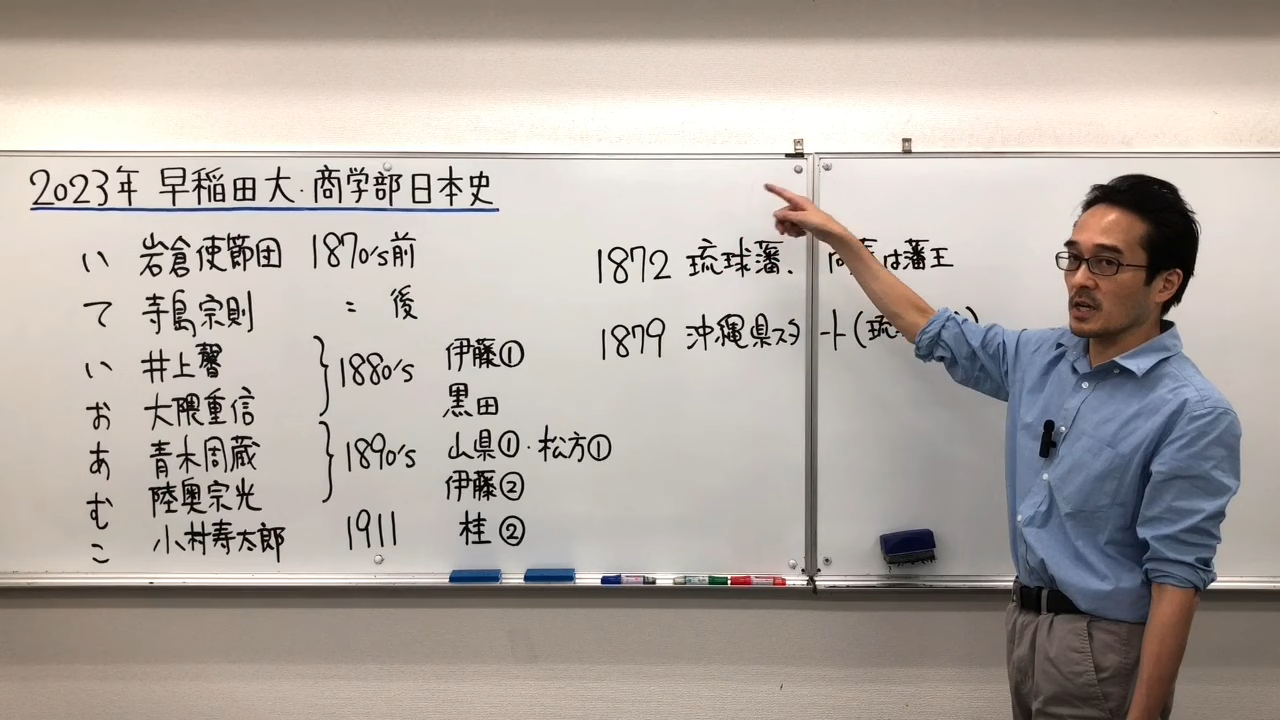 2023年 早稲田大・商学部日本史
い 岩倉使節団 1870's前
て 寺島宗則 〃 後
い 井上馨 1880's 伊藤①
お 大隈重信 黒田
あ 青木周蔵 1890's 山県①・松方①
む 陸奥宗光 伊藤②
こ 小村寿太郎 1911 桂②
1872 琉球藩、 は藩王
1879 沖縄県スタート(琉